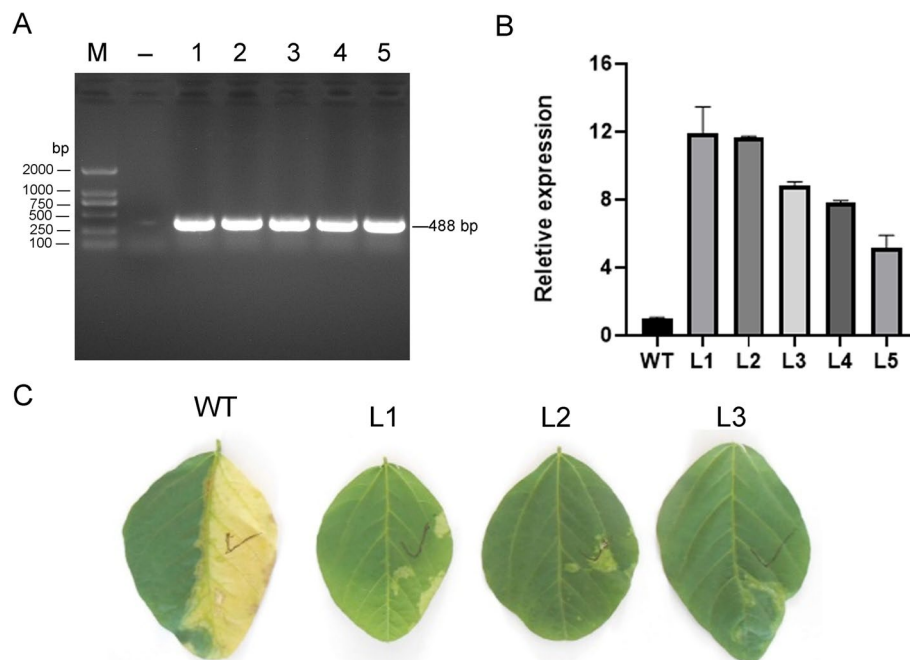 A
M – 1 2 3 4 5
bp
2000
1000
750
500
250
100
488 bp
B
Reletive expression
16
12
8
4
0
WT L1 L2 L3 L4 L5
C
WT L1 L2 L3